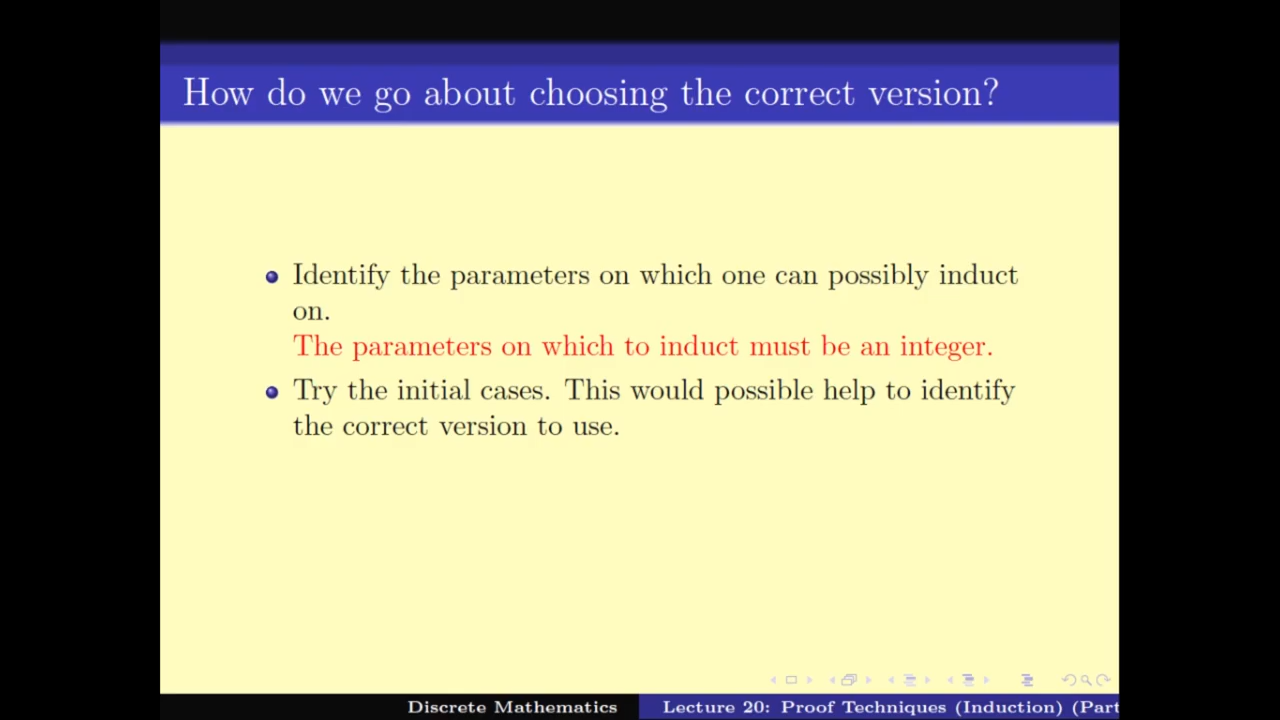 How do we go about choosing the correct version?
Identify the parameters on which one can possibly induct
on.
The parameters on which to induct must be an integer.
Try the initial cases. This would possible help to identify
the correct version to use.
Discrete Mathematics
Lecture 20: Proof Techniques (Induction) (Part